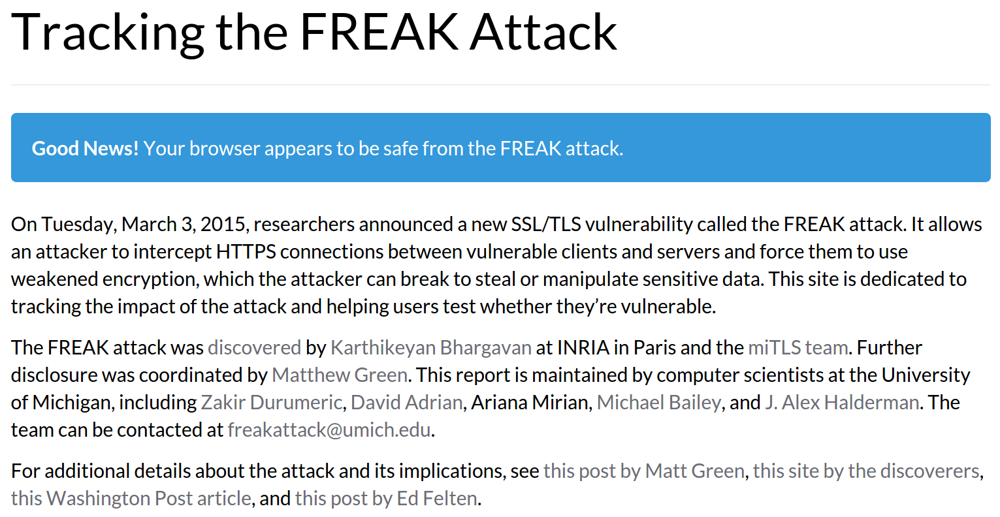 Tracking the FREAK Attack
Good News! Your browser appears to be safe from the FREAK attack.
On Tuesday, March 3, 2015, researchers announced a new SSL/TLS vulnerability called the FREAK attack. It allows
an attacker to intercept HTTPS connections between vulnerable clients and servers and force them to use
weakened encryption, which the attacker can break to steal or manipulate sensitive data. This site is dedicated to
tracking the impact of the attack and helping users test whether they’re vulnerable.
The FREAK attack was discovered by Karthikeyan Bhargavan at INRIA in Paris and the miTLS team. Further
disclosure was coordinated by Matthew Green. This report is maintained by computer scientists at the University
of Michigan, including Zakir Durumeric, David Adrian, Ariana Mirian, Michael Bailey, and J. Alex Halderman. The
team can be contacted at freakattack@umich.edu.
For additional details about the attack and its implications, see this post by Matt Green, this site by the discoverers,
this Washington Post article, and this post by Ed Felten.